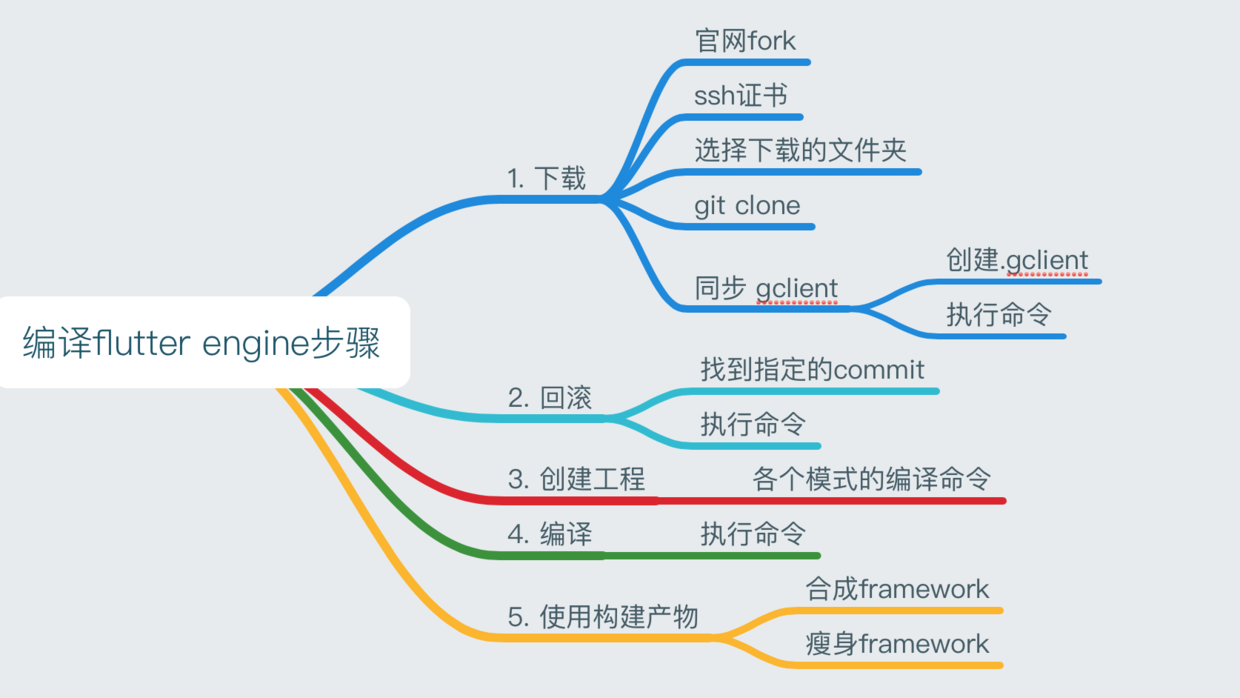 编译flutter engine步骤
1. 下载
官网fork
ssh证书
选择下载的文件夹
git clone
同步 gclient
创建.gclient
执行命令
2. 回滚
找到指定的commit
执行命令
3. 创建工程
各个模式的编译命令
4. 编译
执行命令
5. 使用构建产物
合成framework
瘦身framework